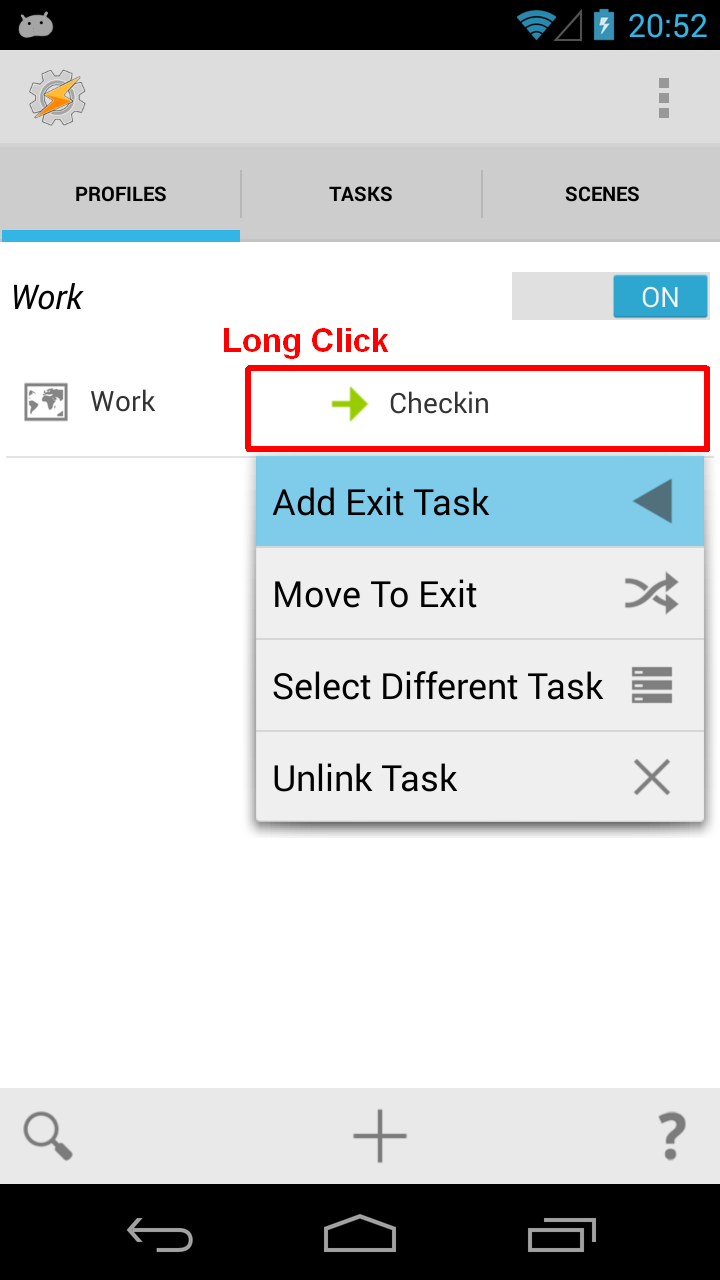 20:52
PROFILES TASKS SCENES
Work ON
Long Click
Work Checkin
Add Exit Task
Move To Exit
Select Different Task
Unlink Task
?